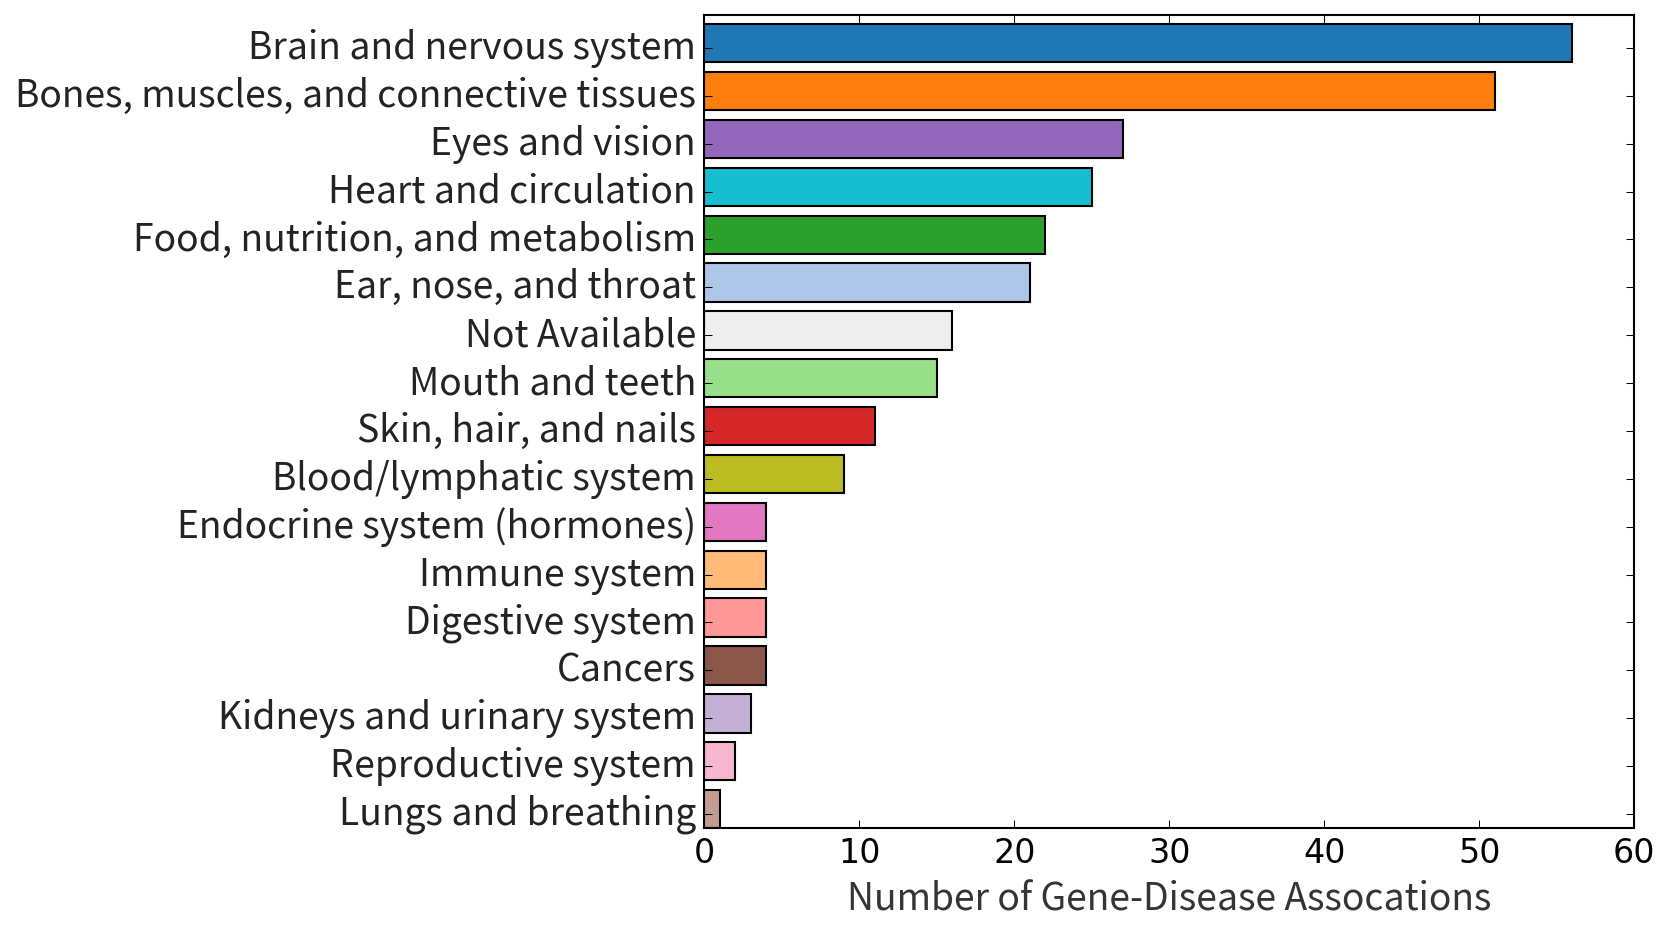 Brain and nervous system
Bones, muscles, and connective tissues
Eyes and vision
Heart and circulation
Food, nutrition, and metabolism
Ear, nose, and throat
Not Available
Mouth and teeth
Skin, hair, and nails
Blood/lymphatic system
Endocrine system (hormones)
Immune system
Digestive system
Cancers
Kidneys and urinary system
Reproductive system
Lungs and breathing
0 10 20 30 40 50 60
Number of Gene-Disease Assocations